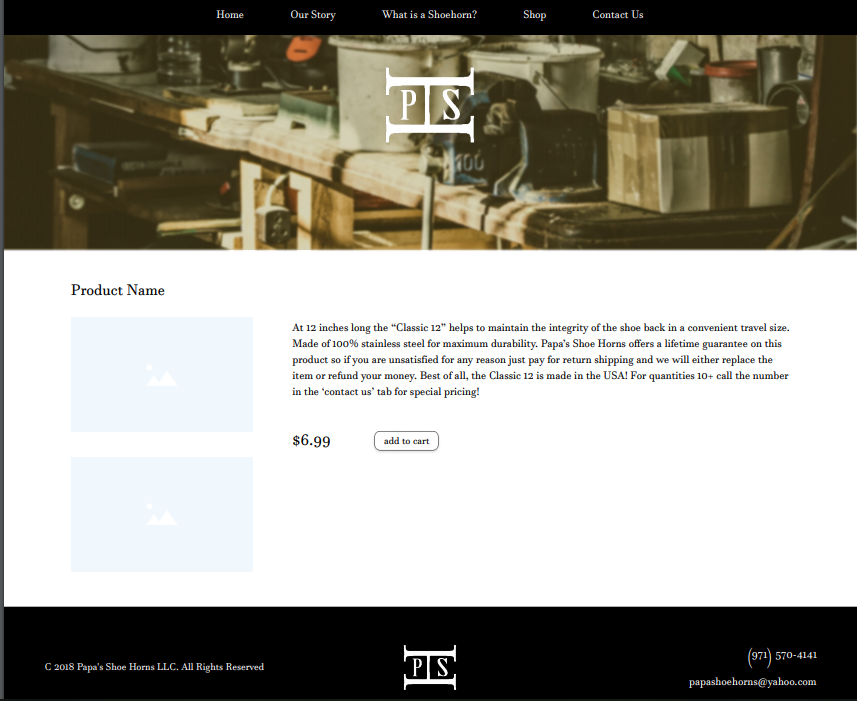 Home Our Story What is a Shoehorn? Shop Contact Us
P S
100
Product Name
At 12 inches long the “Classic 12” helps to maintain the integrity of the shoe back in a convenient travel size.
Made of 100% stainless steel for maximum durability. Papa's Shoe Horns offers a lifetime guarantee on this
product so if you are unsatisfied for any reason just pay for return shipping and we will either replace the
item or refund your money. Best of all, the Classic 12 is made in the USA! For quantities 10+ call the number
in the ‘contact us’ tab for special pricing!
$6.99 add to cart
(971) 570-4141
C 2018 Papa's Shoe Horns LLC. All Rights Reserved P S
papashoehorns@yahoo.com